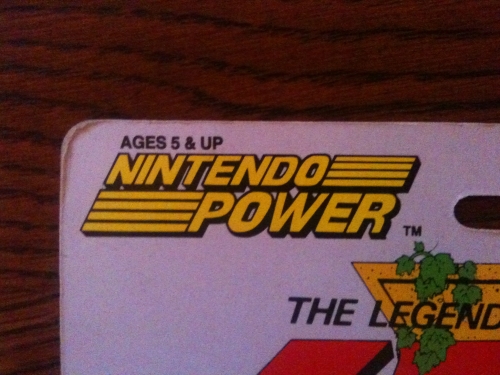 AGES 5 & UP
NINTENDO
POWER TM
THE LEGEND